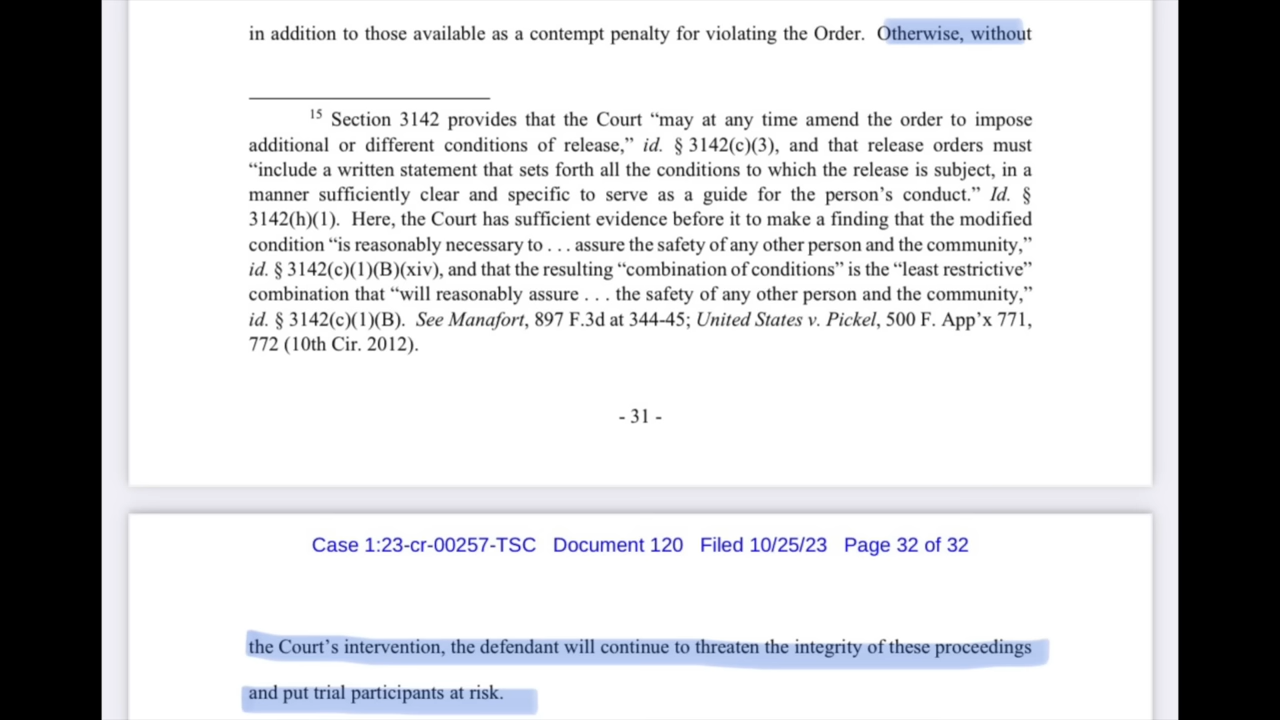 in addition to those available as a contempt penalty for violating the Order. Otherwise, without
15 Section 3142 provides that the Court “may at any time amend the order to impose
additional or different conditions of release,” id. § 3142(c)(3), and that release orders must
“include a written statement that sets forth all the conditions to which the release is subject, in a
manner sufficiently clear and specific to serve as a guide for the person’s conduct.” Id. §
3142(h)(1). Here, the Court has sufficient evidence before it to make a finding that the modified
condition “is reasonably necessary to . . . assure the safety of any other person and the community,”
id. § 3142(c)(1)(B)(xiv), and that the resulting “combination of conditions” is the “least restrictive”
combination that “will reasonably assure . . . the safety of any other person and the community,”
id. § 3142(c)(1)(B). See Manafort, 897 F.3d at 344-45; United States v. Pickel, 500 F. App’x 771,
772 (10th Cir. 2012).
- 31 -
Case 1:23-cr-00257-TSC Document 120 Filed 10/25/23 Page 32 of 32
the Court’s intervention, the defendant will continue to threaten the integrity of these proceedings
and put trial participants at risk.